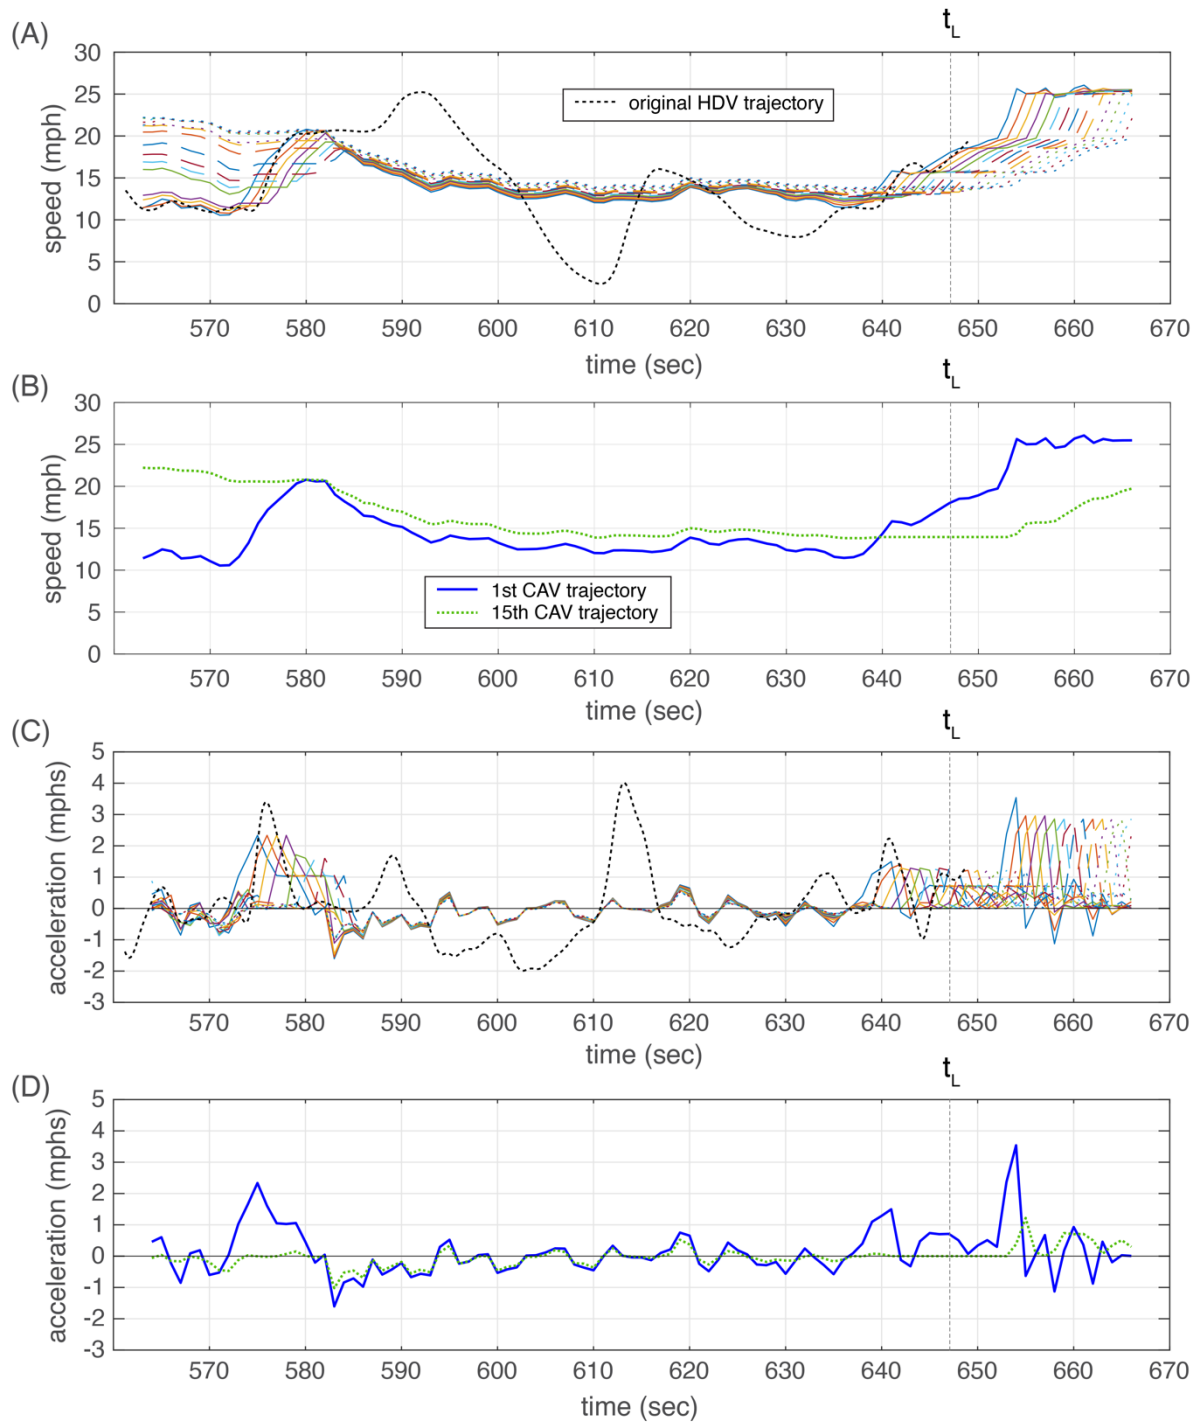 (A)
t_L
30
25
20
15
10
5
0
speed (mph)
original HDV trajectory
570 580 590 600 610 620 630 640 650 660 670
time (sec)
(B)
t_L
30
25
20
15
10
5
0
speed (mph)
1st CAV trajectory
15th CAV trajectory
570 580 590 600 610 620 630 640 650 660 670
time (sec)
(C)
t_L
5
4
3
2
1
0
-1
-2
-3
acceleration (mphs)
570 580 590 600 610 620 630 640 650 660 670
time (sec)
(D)
t_L
5
4
3
2
1
0
-1
-2
-3
acceleration (mphs)
570 580 590 600 610 620 630 640 650 660 670
time (sec)